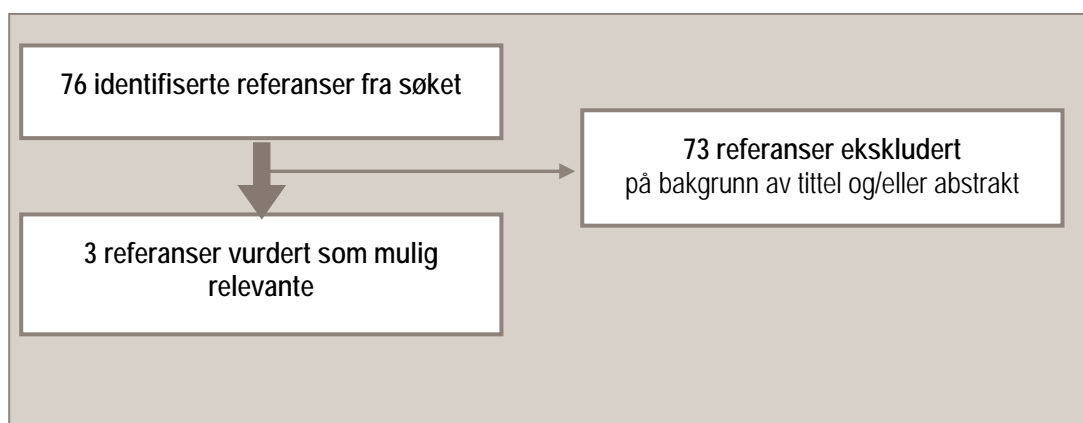 76 identifiserte referanser fra søket
73 referanser ekskludert
på bakgrunn av tittel og/eller abstrakt
3 referanser vurdert som mulig
relevante